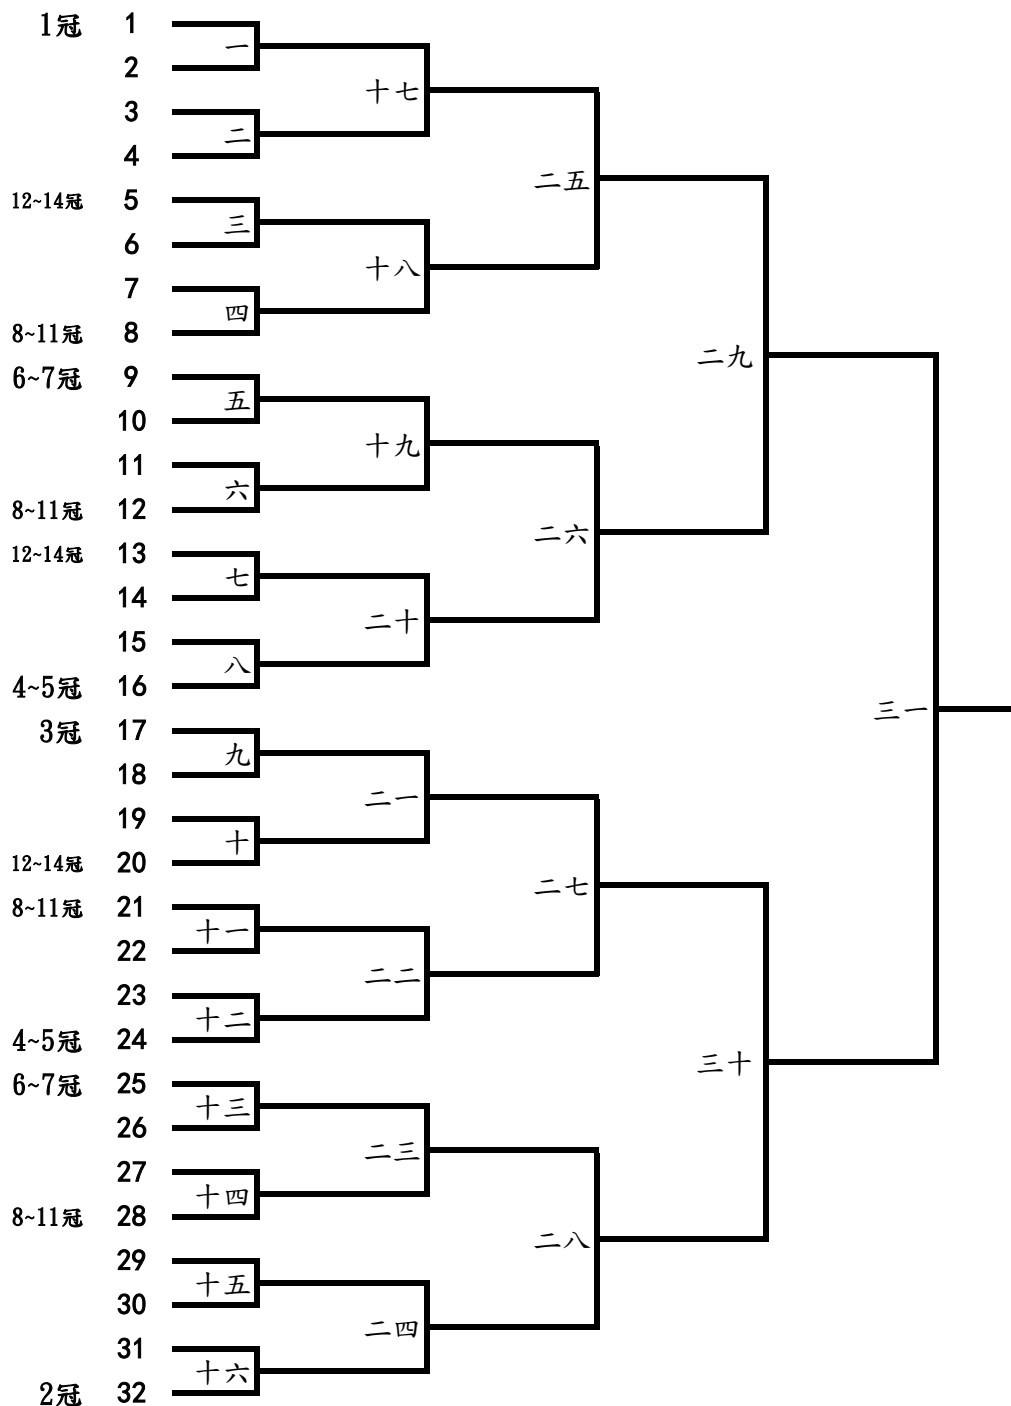 1冠 1
一
2
十七
3
二
4
二五
12~14冠 5
三
6
十八
7
四
8~11冠 8
二九
6~7冠 9
五
10
十九
11
六
8~11冠 12
二六
12~14冠 13
七
14
二十
15
八
4~5冠 16
三一
3冠 17
九
18
二一
19
十
12~14冠 20
二七
8~11冠 21
十一
22
二二
23
十二
4~5冠 24
三十
6~7冠 25
十三
26
二三
27
十四
8~11冠 28
二八
29
十五
30
二四
31
十六
2冠 32